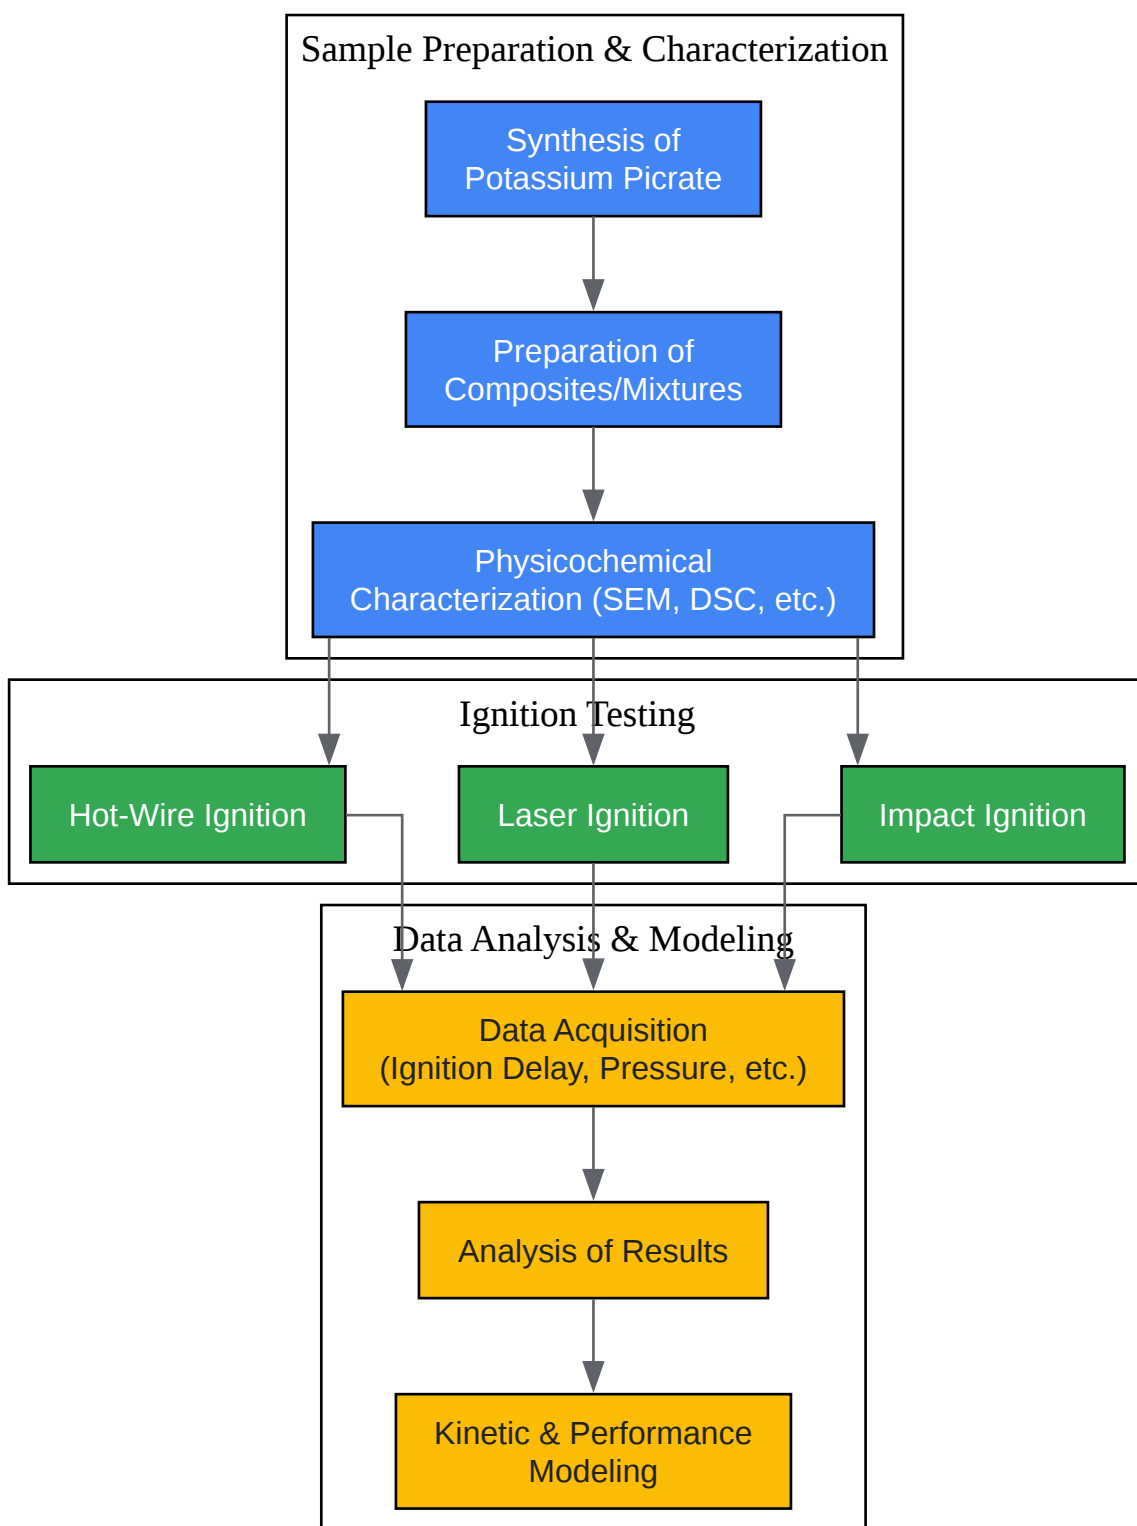 Sample Preparation & Characterization
Synthesis of
Potassium Picrate
Preparation of
Composites/Mixtures
Physicochemical
Characterization (SEM, DSC, etc.)
Ignition Testing
Hot-Wire Ignition
Laser Ignition
Impact Ignition
Data Analysis & Modeling
Data Acquisition
(Ignition Delay, Pressure, etc.)
Analysis of Results
Kinetic & Performance
Modeling